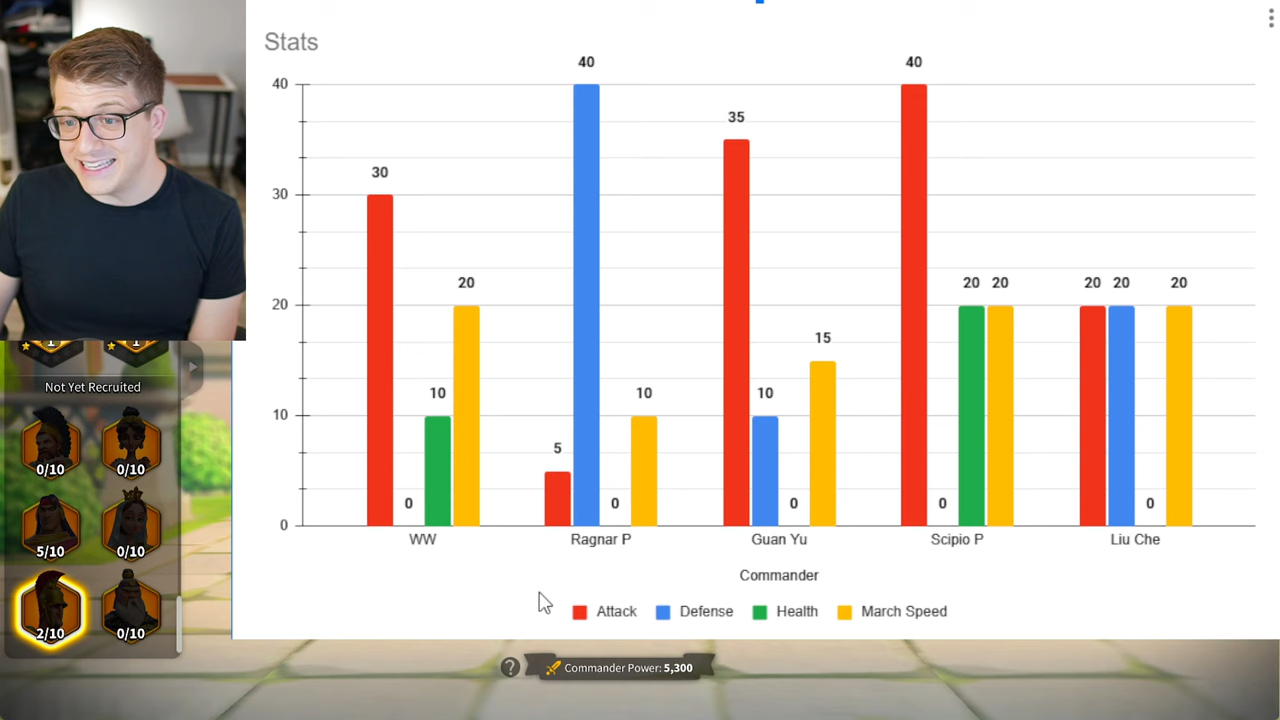 Stats
40
30
20
10
0
30
0
10
20
5
40
0
10
35
10
0
15
40
0
20
20
20
20
0
20
WW
Ragnar P
Guan Yu
Scipio P
Liu Che
Commander
Attack
Defense
Health
March Speed
1
1
Not Yet Recruited
0/10
0/10
5/10
0/10
2/10
0/10
? Commander Power: 5,300